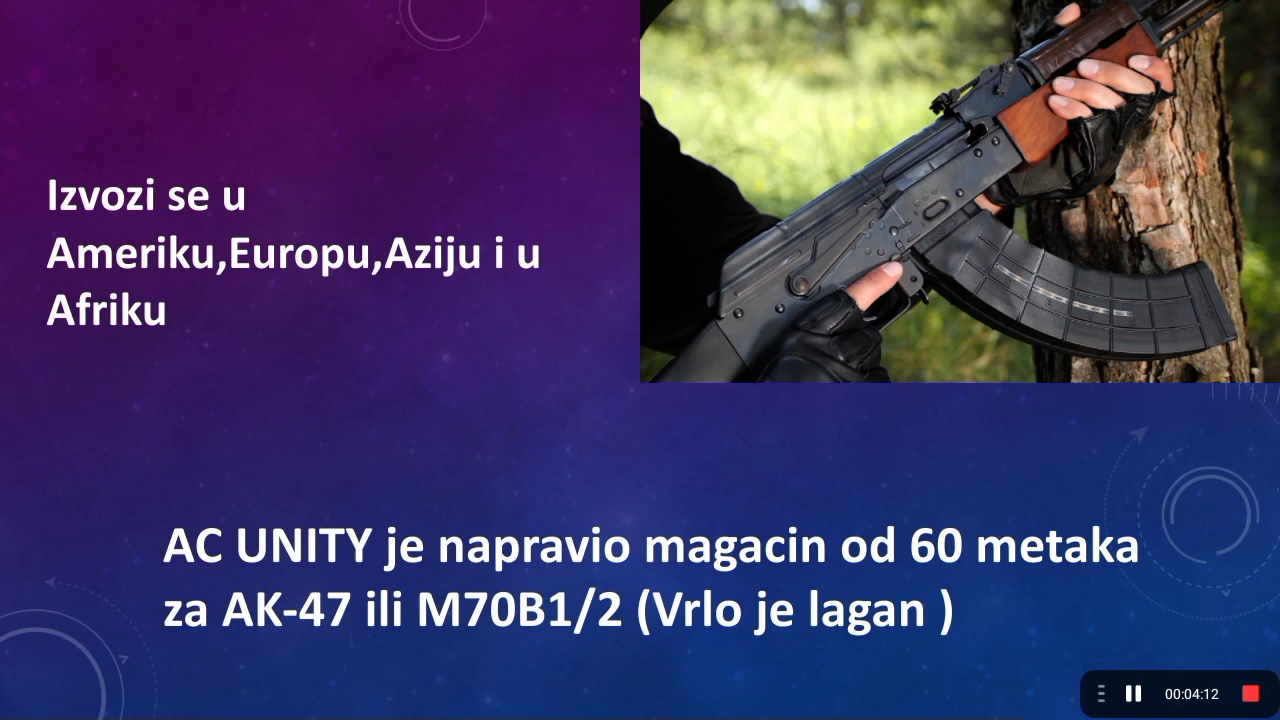 Izvozi se u
Ameriku,Europu,Aziju i u
Afriku
AC UNITY je napravio magacin od 60 metaka
za AK-47 ili M70B1/2 (Vrlo je lagan )
00:04:12